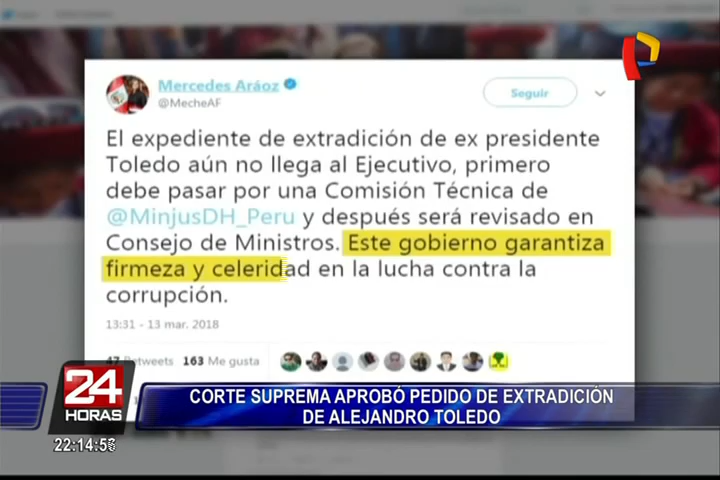 Mercedes Aráoz
@MecheAF
Seguir
El expediente de extradición de ex presidente
Toledo aún no llega al Ejecutivo, primero
debe pasar por una Comisión Técnica de
@MinjusDH_Peru y después será revisado en
Consejo de Ministros. Este gobierno garantiza
firmeza y celeridad en la lucha contra la
corrupción.
13:31 - 13 mar. 2018
47 Retweets 163 Me gusta
24
HORAS
CORTE SUPREMA APROBÓ PEDIDO DE EXTRADICIÓN
DE ALEJANDRO TOLEDO